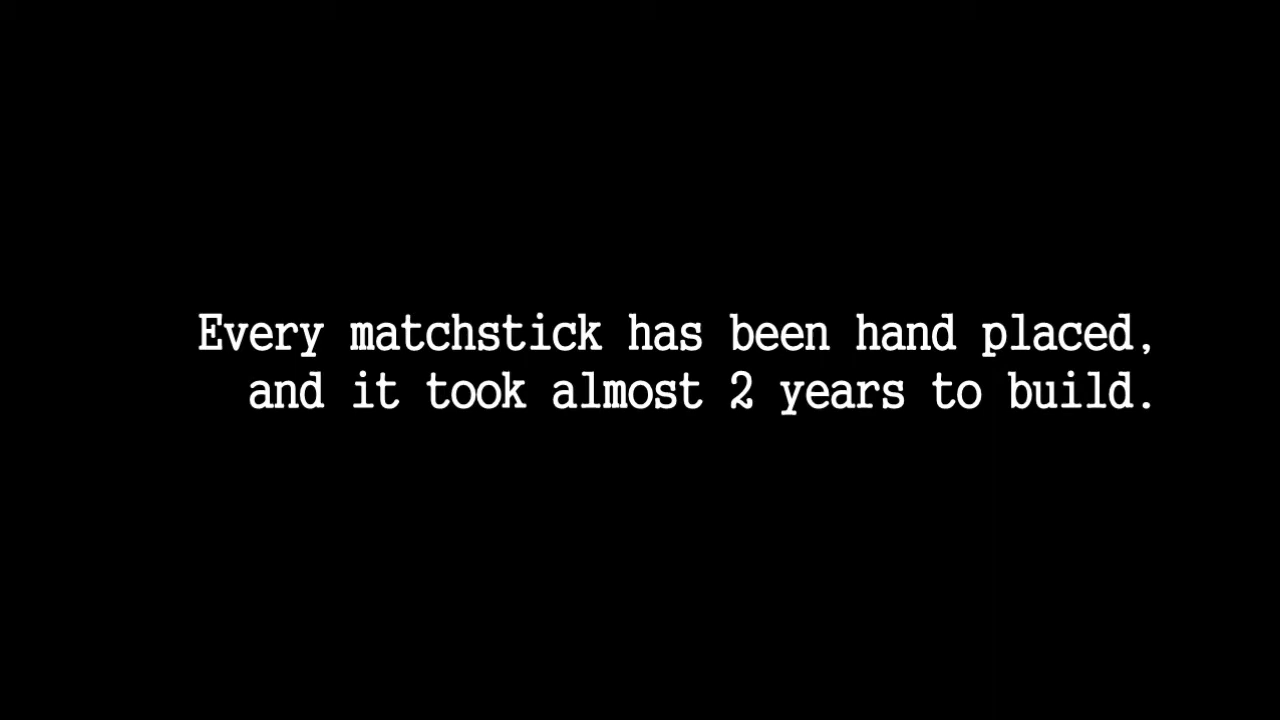 Every matchstick has been hand placed,
and it took almost 2 years to build.